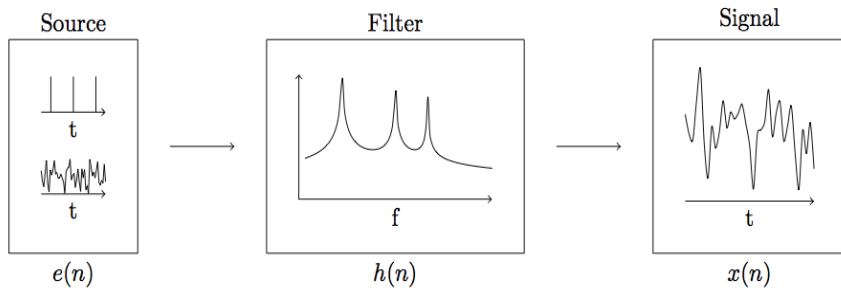 Source
Filter
Signal
t
t
f
t
e(n)
h(n)
x(n)